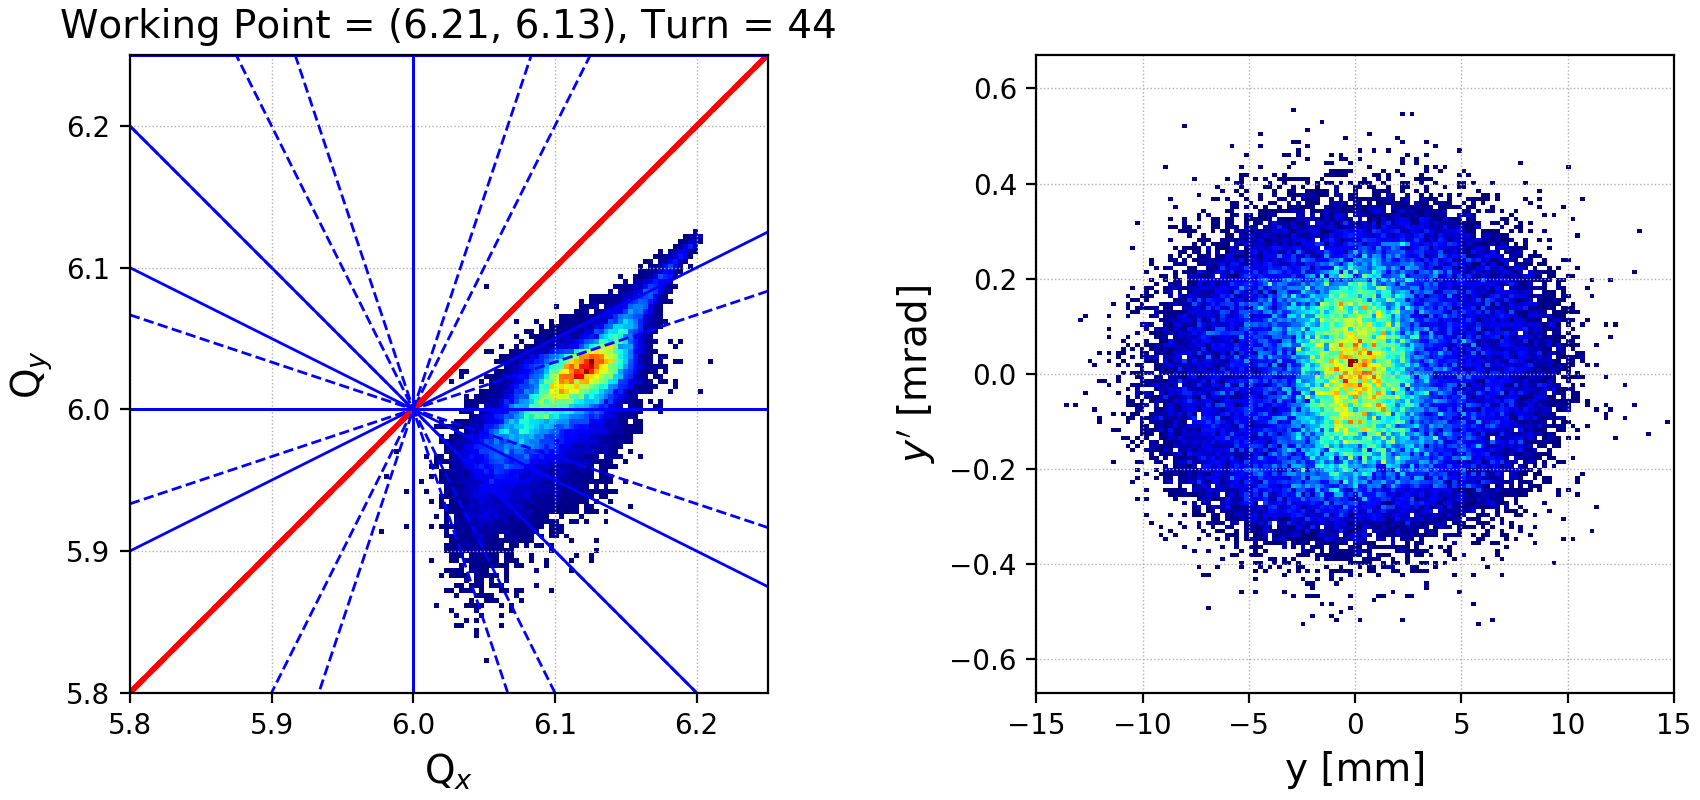 Working Point = (6.21, 6.13), Turn = 44
6.2
6.1
6.0
5.9
5.8
Q_y
5.8 5.9 6.0 6.1 6.2
Q_x
0.6
0.4
0.2
0.0
−0.2
−0.4
−0.6
y′ [mrad]
−15 −10 −5 0 5 10 15
y [mm]